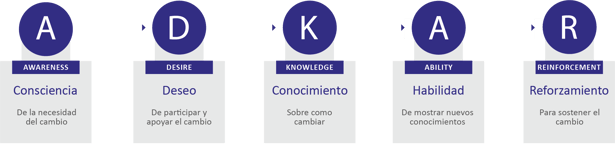 A
AWARENESS
Consciencia
De la necesidad
del cambio
D
DESIRE
Deseo
De participar y
apoyar el cambio
K
KNOWLEDGE
Conocimiento
Sobre como
cambiar
A
ABILITY
Habilidad
De mostrar nuevos
conocimientos
R
REINFORCEMENT
Reforzamiento
Para sostener el
cambio